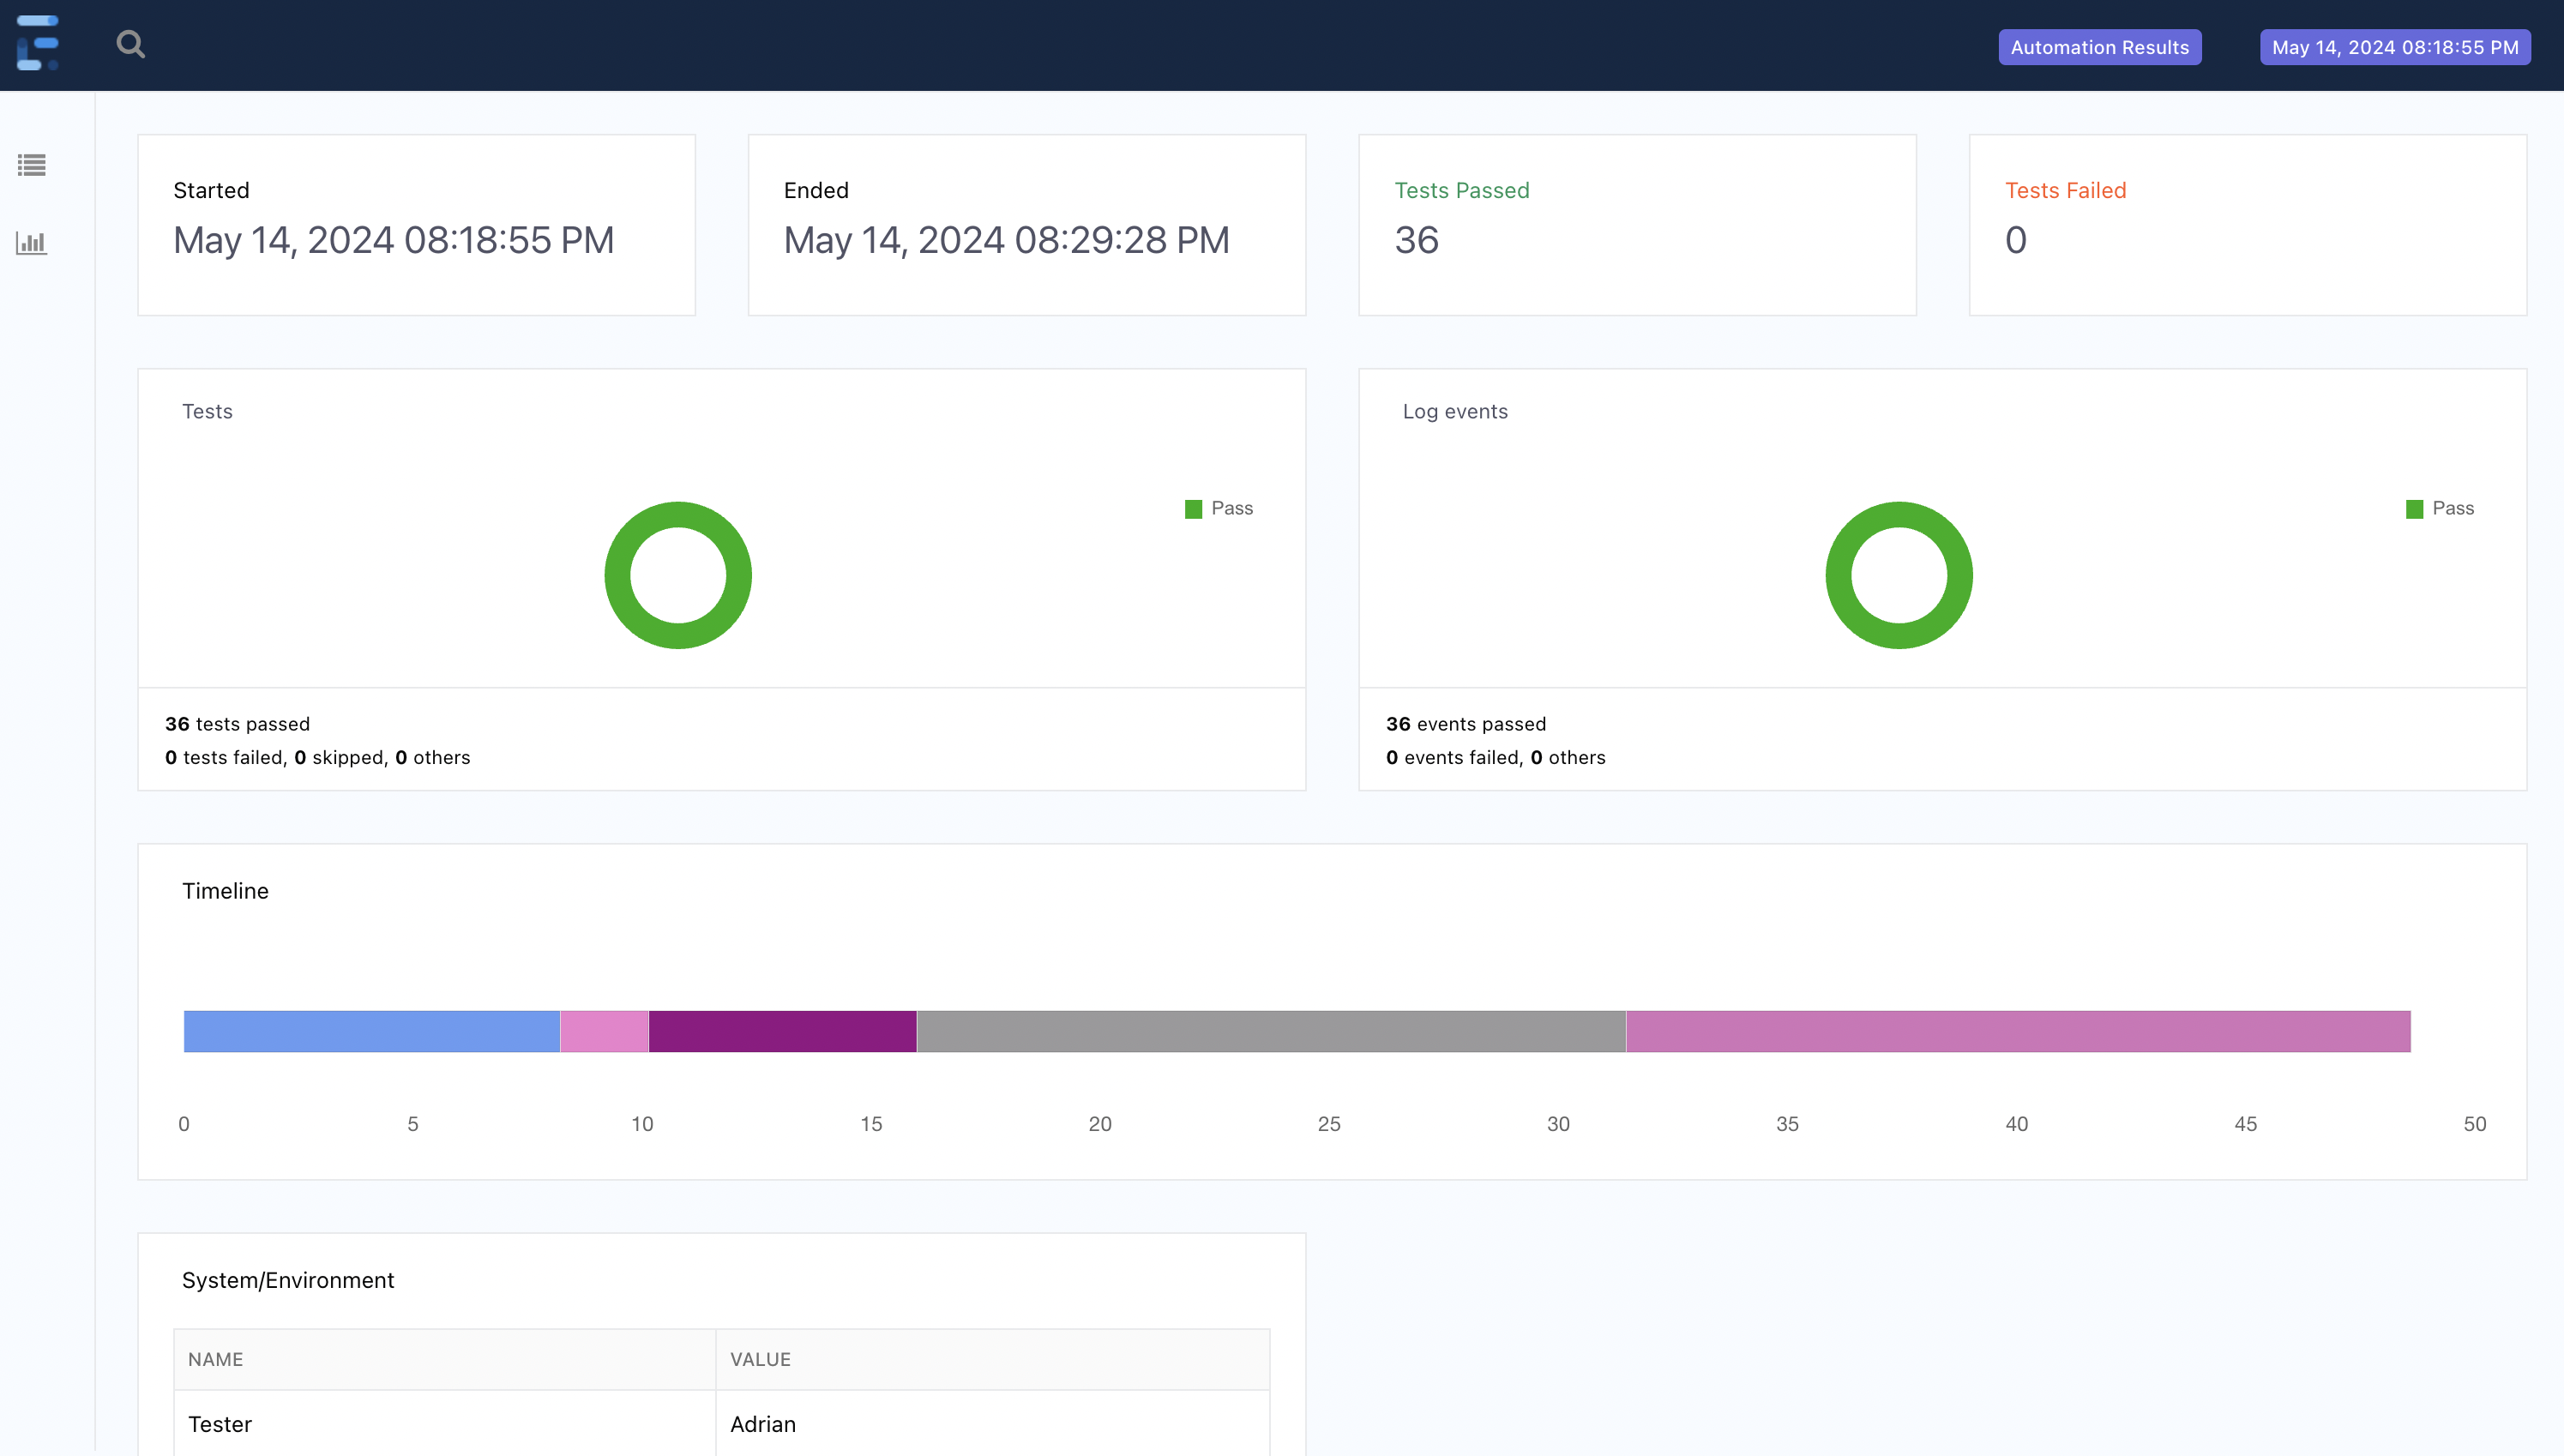 Automation Results
May 14, 2024 08:18:55 PM
Started
May 14, 2024 08:18:55 PM
Ended
May 14, 2024 08:29:28 PM
Tests Passed
36
Tests Failed
0
Tests
Pass
36 tests passed
0 tests failed, 0 skipped, 0 others
Log events
Pass
36 events passed
0 events failed, 0 others
Timeline
0 5 10 15 20 25 30 35 40 45 50
System/Environment
NAME VALUE
Tester Adrian